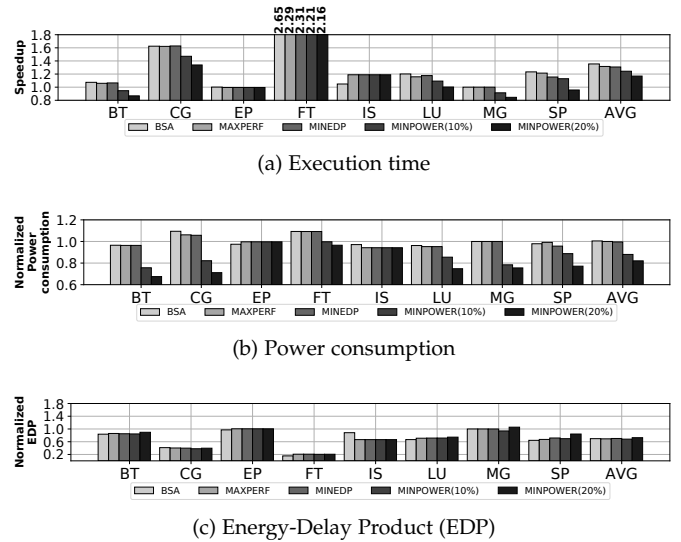 2.65 2.29 2.31 2.21 2.16
Speedup
1.8
1.6
1.4
1.2
1.0
0.8
BT CG EP FT IS LU MG SP AVG
BSA MAXPERF MINEDP MINPOWER(10%) MINPOWER(20%)
(a) Execution time
Normalized
Power
consumption
1.2
1.0
0.8
0.6
BT CG EP FT IS LU MG SP AVG
BSA MAXPERF MINEDP MINPOWER(10%) MINPOWER(20%)
(b) Power consumption
Normalized
EDP
1.8
1.4
1.0
0.6
0.2
BT CG EP FT IS LU MG SP AVG
BSA MAXPERF MINEDP MINPOWER(10%) MINPOWER(20%)
(c) Energy-Delay Product (EDP)